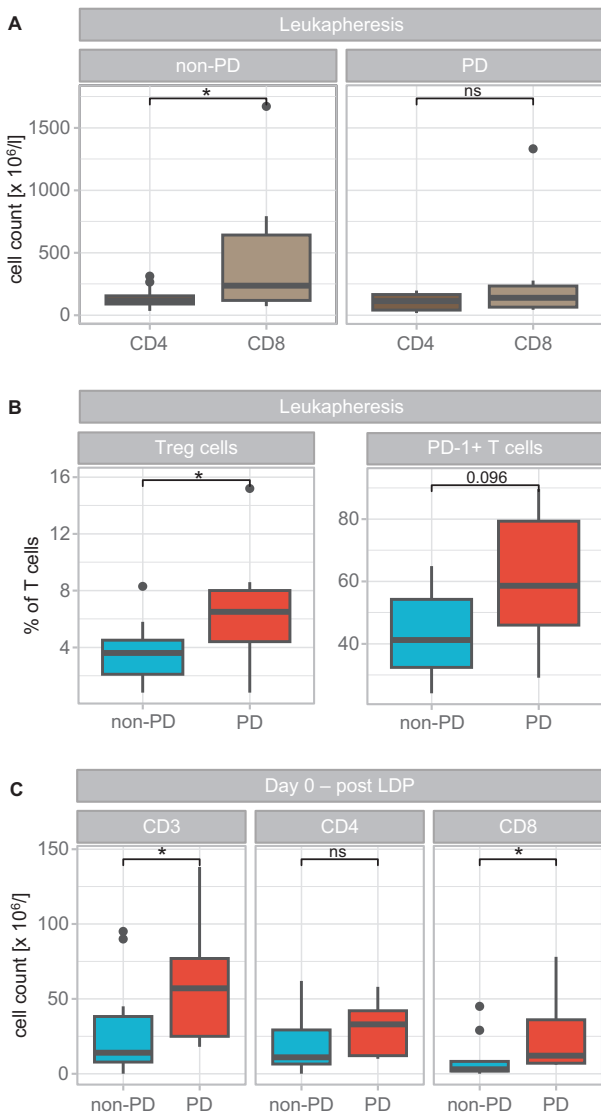 A
Leukapheresis
non-PD PD
* ns
cell count [x 10⁶/l]
1500
1000
500
0
CD4 CD8 CD4 CD8
B
Leukapheresis
Treg cells PD-1+ T cells
* 0.096
% of T cells
16
12
8
4
80
60
40
non-PD PD non-PD PD
C
Day 0 – post LDP
CD3 CD4 CD8
* ns *
cell count [x 10⁶/]
150
100
50
0
non-PD PD non-PD PD non-PD PD